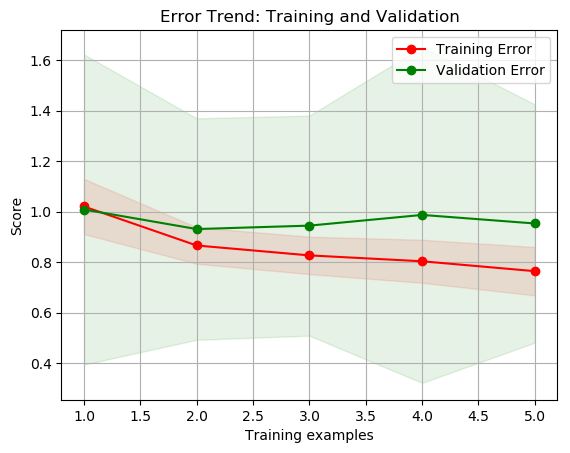 Error Trend: Training and Validation
Training Error
Validation Error
1.6
1.4
1.2
1.0
0.8
0.6
0.4
Score
1.0 1.5 2.0 2.5 3.0 3.5 4.0 4.5 5.0
Training examples